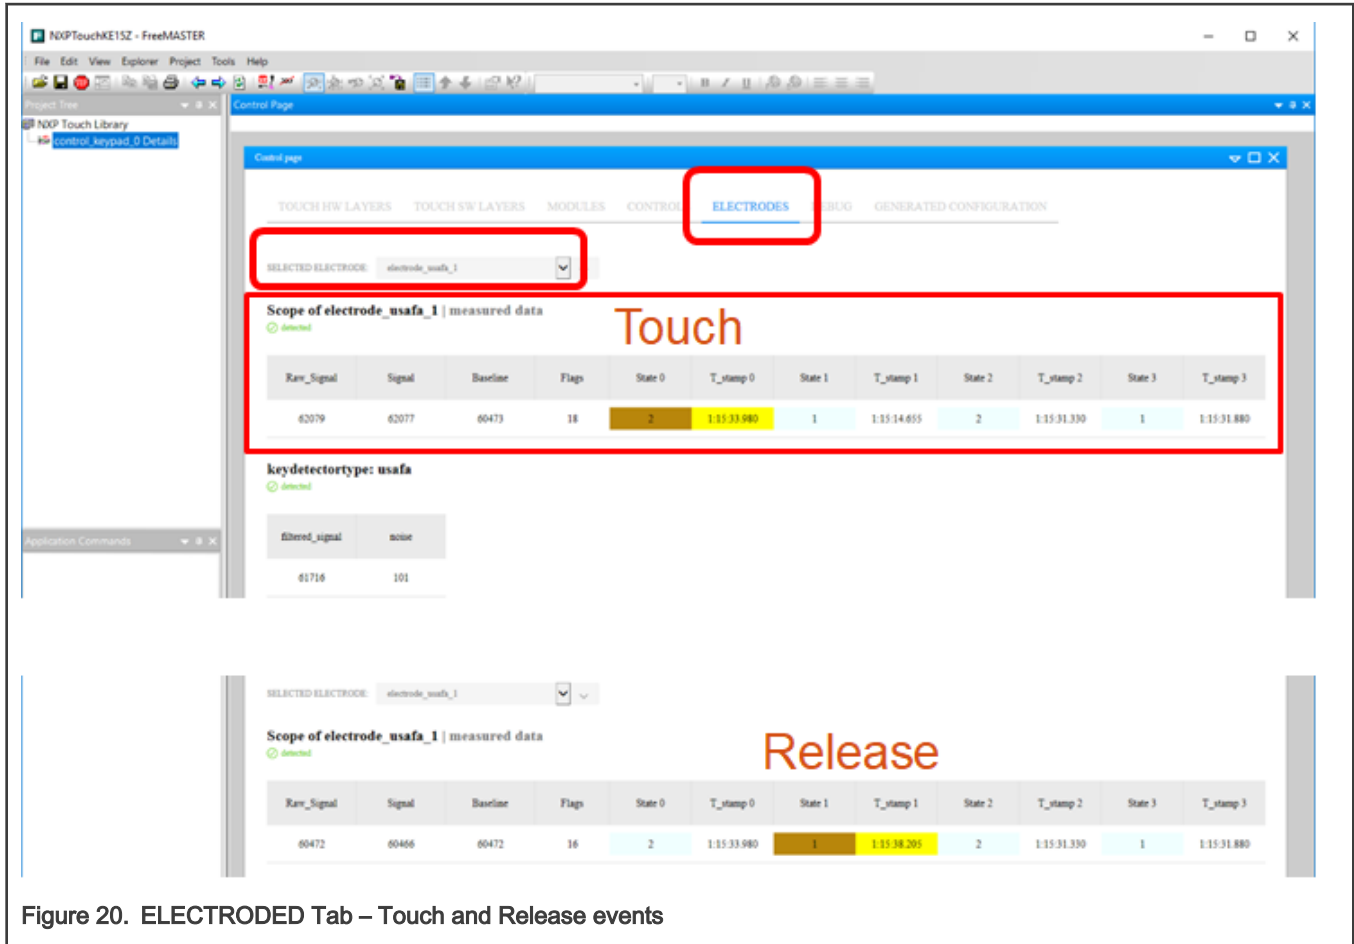 NXPTouchKE15Z - FreeMASTER
File Edit View Explorer Project Tools Help
Project Tree
Control Page
NXP Touch Library
control_keypad_0 Details
Control page
TOUCH HW LAYERS TOUCH SW LAYERS MODULES CONTROL ELECTRODES DEBUG GENERATED CONFIGURATION
SELECTED ELECTRODE: electrode_usafa_1
Scope of electrode_usafa_1 | measured data
detected
Touch
Raw_Signal Signal Baseline Flags State 0 T_stamp 0 State 1 T_stamp 1 State 2 T_stamp 2 State 3 T_stamp 3
62079 62077 60473 18 2 1:15:33.980 1 1:15:14.655 2 1:15:31.330 1 1:15:31.880
keydetectortype: usafa
detected
filtered_signal noise
61716 101
Application Commands
SELECTED ELECTRODE: electrode_usafa_1
Scope of electrode_usafa_1 | measured data
detected
Release
Raw_Signal Signal Baseline Flags State 0 T_stamp 0 State 1 T_stamp 1 State 2 T_stamp 2 State 3 T_stamp 3
60472 60466 60472 16 2 1:15:33.980 1 1:15:38.205 2 1:15:31.330 1 1:15:31.880
Figure 20. ELECTRODED Tab – Touch and Release events